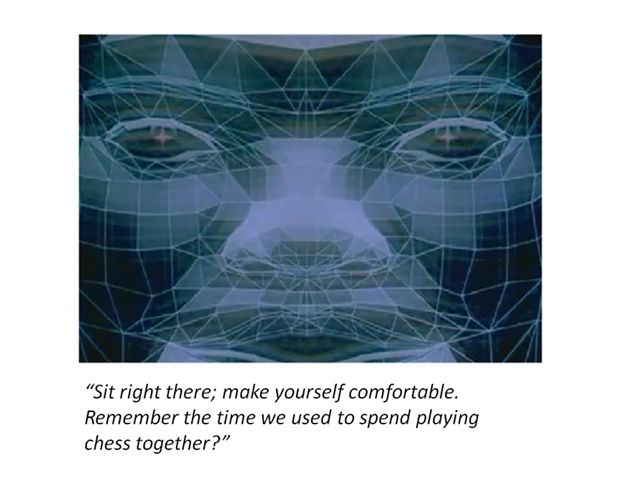 “Sit right there; make yourself comfortable.
Remember the time we used to spend playing
chess together?”